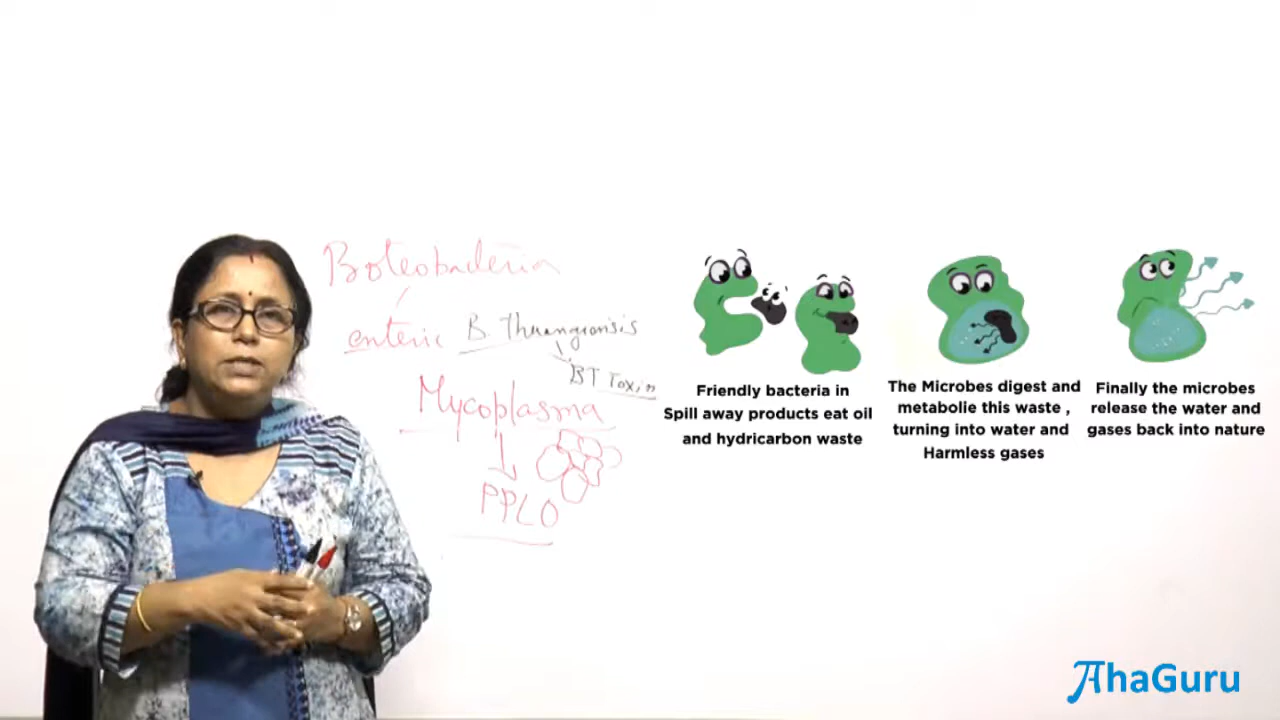 Broteobacteria
enteric B. Thurangiensis
BT Toxin
Mycoplasma
PPLO
Friendly bacteria in
Spill away products eat oil
and hydricarbon waste
The Microbes digest and
metabolie this waste ,
turning into water and
Harmless gases
Finally the microbes
release the water and
gases back into nature
AhaGuru